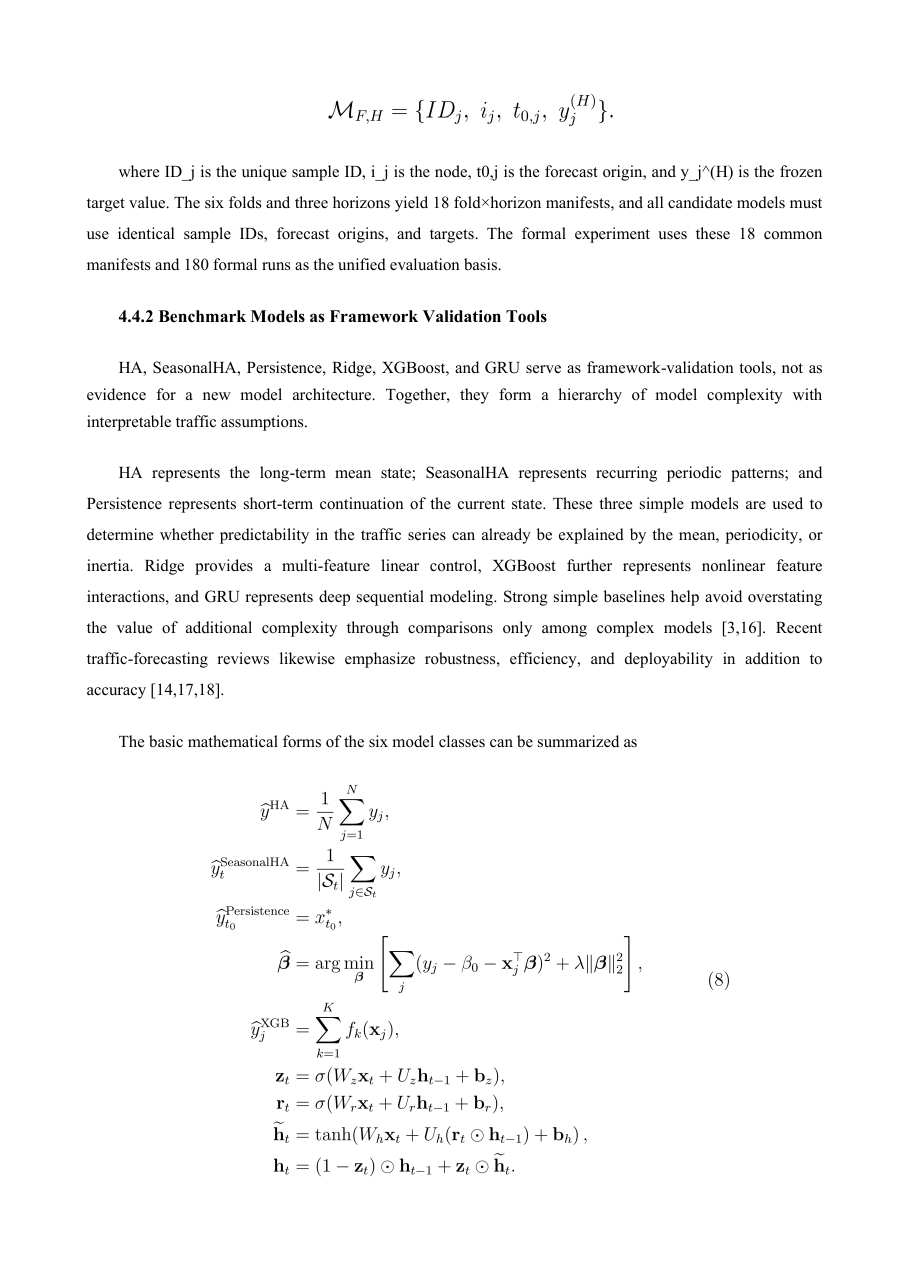 ℳ_{F,H} = {ID_j, i_j, t_{0,j}, y_j^{(H)}}.
where ID_j is the unique sample ID, i_j is the node, t0,j is the forecast origin, and y_j^(H) is the frozen
target value. The six folds and three horizons yield 18 fold×horizon manifests, and all candidate models must
use identical sample IDs, forecast origins, and targets. The formal experiment uses these 18 common
manifests and 180 formal runs as the unified evaluation basis.
4.4.2 Benchmark Models as Framework Validation Tools
HA, SeasonalHA, Persistence, Ridge, XGBoost, and GRU serve as framework-validation tools, not as
evidence for a new model architecture. Together, they form a hierarchy of model complexity with
interpretable traffic assumptions.
HA represents the long-term mean state; SeasonalHA represents recurring periodic patterns; and
Persistence represents short-term continuation of the current state. These three simple models are used to
determine whether predictability in the traffic series can already be explained by the mean, periodicity, or
inertia. Ridge provides a multi-feature linear control, XGBoost further represents nonlinear feature
interactions, and GRU represents deep sequential modeling. Strong simple baselines help avoid overstating
the value of additional complexity through comparisons only among complex models [3,16]. Recent
traffic-forecasting reviews likewise emphasize robustness, efficiency, and deployability in addition to
accuracy [14,17,18].
The basic mathematical forms of the six model classes can be summarized as
ŷ^{HA} = \frac{1}{N} \sum_{j=1}^{N} y_j,
ŷ_t^{SeasonalHA} = \frac{1}{|𝒮_t|} \sum_{j∈𝒮_t} y_j,
ŷ_{t_0}^{Persistence} = x^*_{t_0},
\hat{β} = arg min_β [ \sum_j (y_j − β_0 − x_j^⊤ β)^2 + λ‖β‖_2^2 ],
(8)
ŷ_j^{XGB} = \sum_{k=1}^{K} f_k(x_j),
z_t = σ(W_z x_t + U_z h_{t−1} + b_z),
r_t = σ(W_r x_t + U_r h_{t−1} + b_r),
\tilde{h}_t = tanh(W_h x_t + U_h(r_t ⊙ h_{t−1}) + b_h),
h_t = (1 − z_t) ⊙ h_{t−1} + z_t ⊙ \tilde{h}_t.